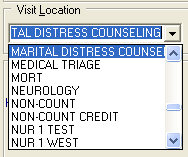 Visit Location
TAL DISTRESS COUNSELING
MARITAL DISTRESS COUNSE
MEDICAL TRIAGE
MORT
NEUROLOGY
NON-COUNT
NON-COUNT CREDIT
NUR 1 TEST
NUR 1 WEST